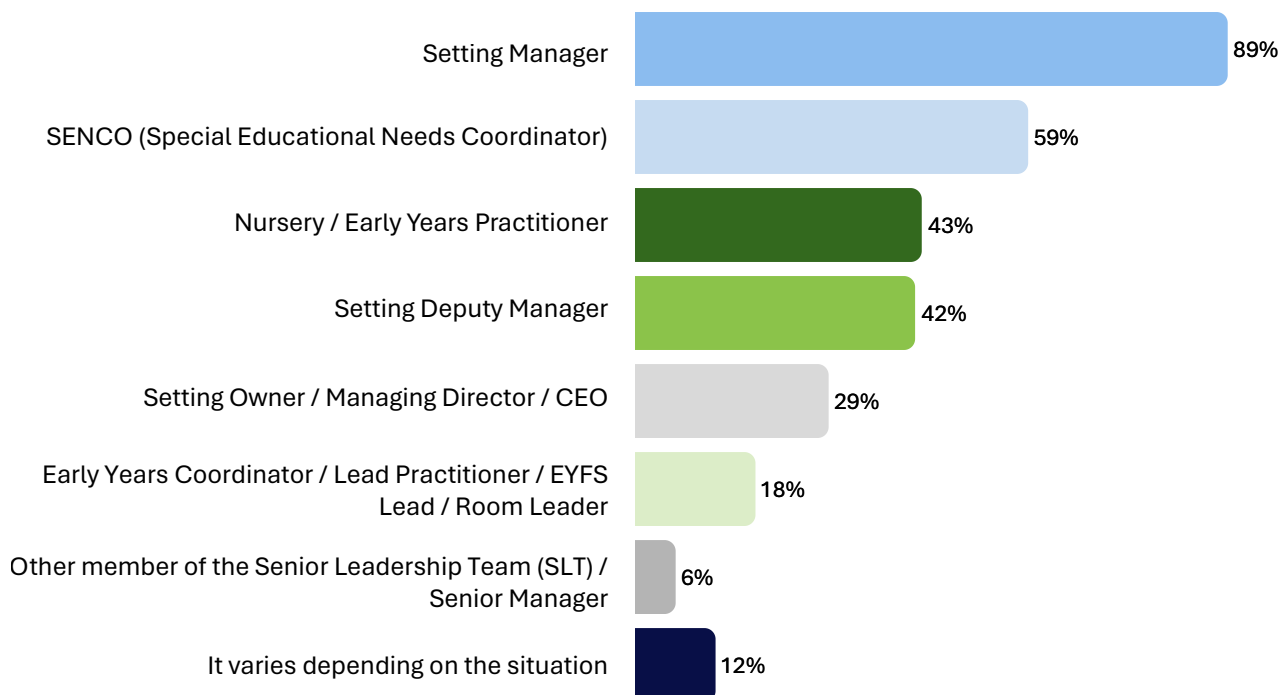 Setting Manager
89%
SENCO (Special Educational Needs Coordinator)
59%
Nursery / Early Years Practitioner
43%
Setting Deputy Manager
42%
Setting Owner / Managing Director / CEO
29%
Early Years Coordinator / Lead Practitioner / EYFS
Lead / Room Leader
18%
Other member of the Senior Leadership Team (SLT) /
Senior Manager
6%
It varies depending on the situation
12%